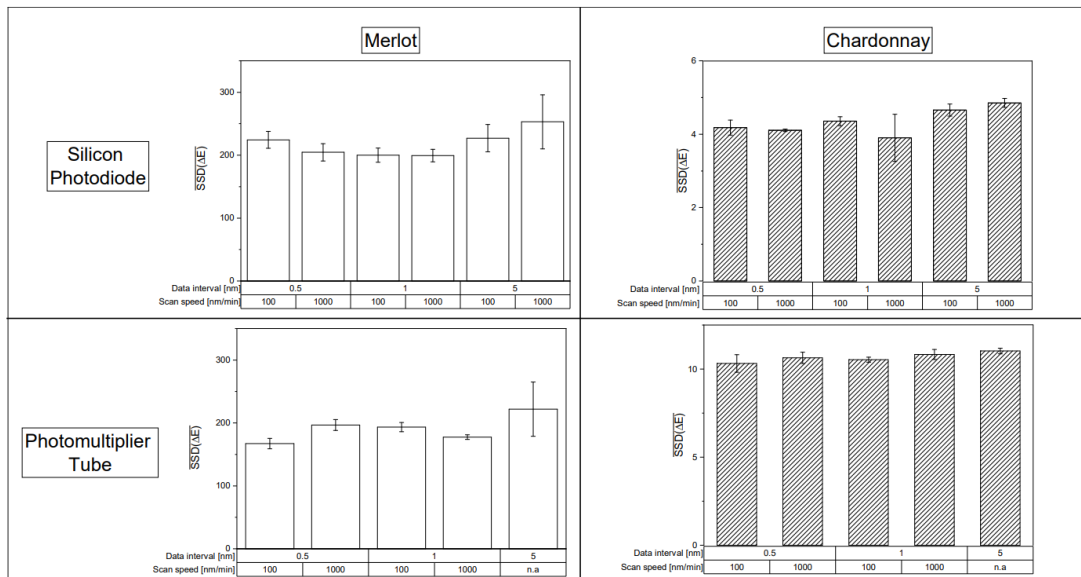 Merlot
Chardonnay
Silicon
Photodiode
300
200
100
0
SSD(ΔE)
Data interval [nm] 0.5 1 5
Scan speed [nm/min] 100 1000 100 1000 100 1000
6
4
2
0
SSD(ΔE)
Data interval [nm] 0.5 1 5
Scan speed [nm/min] 100 1000 100 1000 100 1000
Photomultiplier
Tube
300
200
100
0
SSD(ΔE)
Data interval [nm] 0.5 1 5
Scan speed [nm/min] 100 1000 100 1000 n.a
10
5
0
SSD(ΔE)
Data interval [nm] 0.5 1 5
Scan speed [nm/min] 100 1000 100 1000 n.a